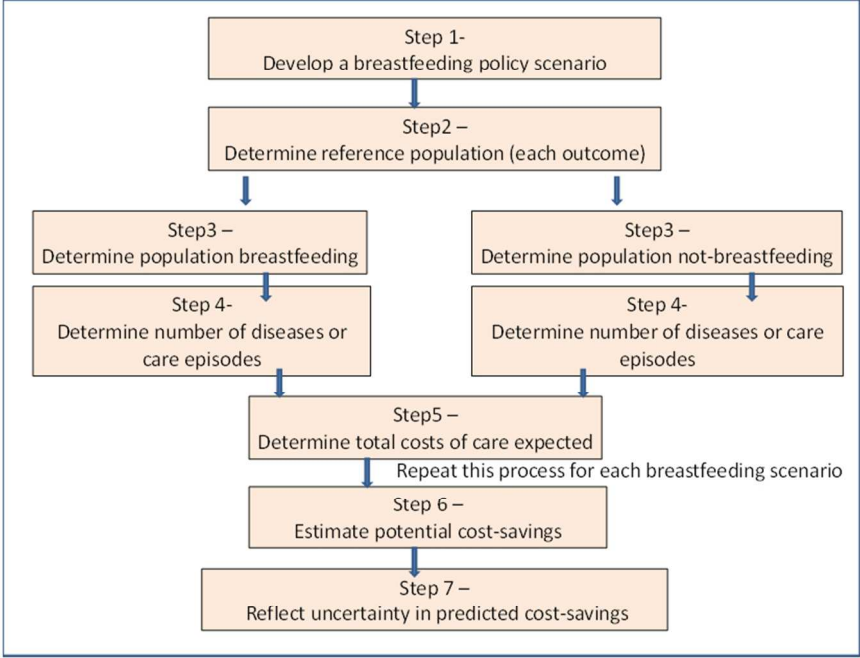 Step 1-
Develop a breastfeeding policy scenario
Step2 –
Determine reference population (each outcome)
Step3 –
Determine population breastfeeding
Step3 –
Determine population not-breastfeeding
Step 4-
Determine number of diseases or
care episodes
Step 4-
Determine number of diseases or care
episodes
Step5 –
Determine total costs of care expected
Repeat this process for each breastfeeding scenario
Step 6 –
Estimate potential cost-savings
Step 7 –
Reflect uncertainty in predicted cost-savings